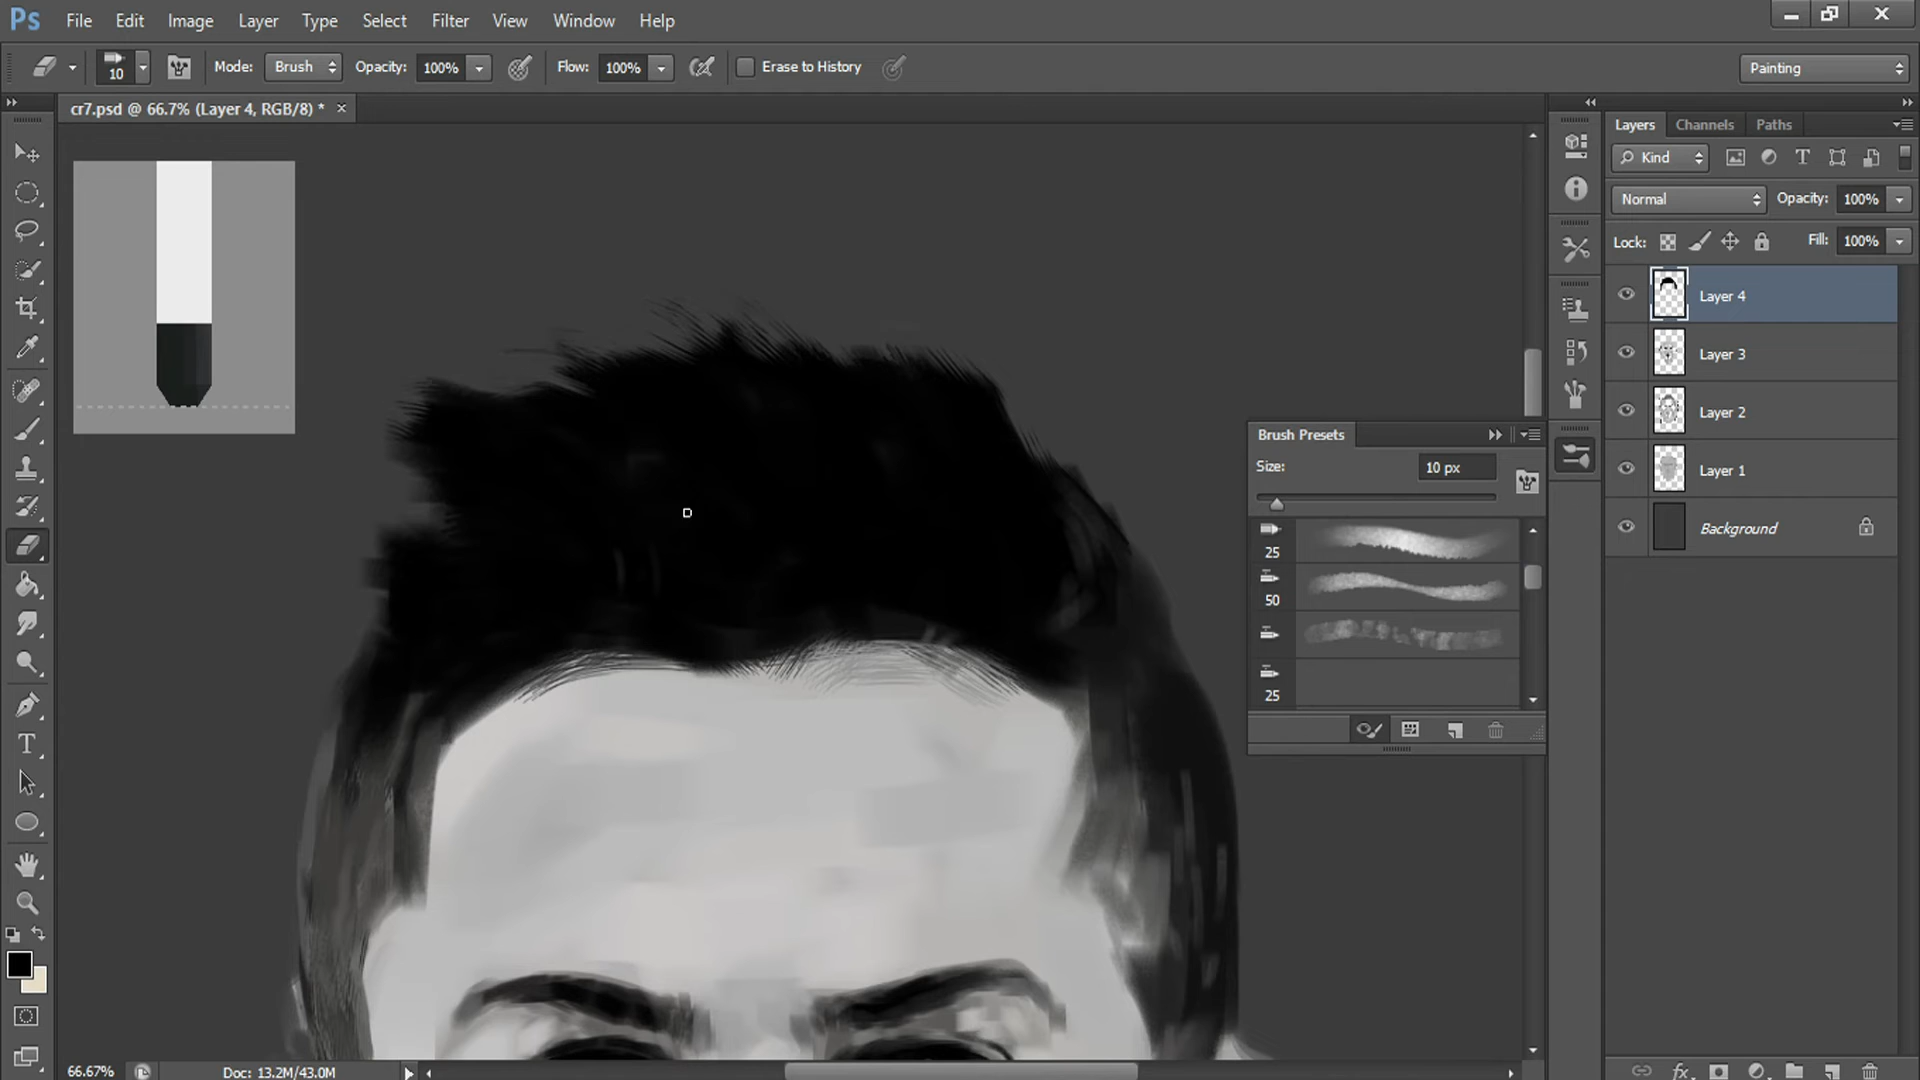 Ps File Edit Image Layer Type Select Filter View Window Help
10 Mode: Brush Opacity: 100% Flow: 100% Erase to History Painting
cr7.psd @ 66.7% (Layer 4, RGB/8) * ×
Layers Channels Paths
Kind T
Normal Opacity: 100%
Lock: Fill: 100%
Layer 4
Layer 3
Layer 2
Layer 1
Background
Brush Presets
Size: 10 px
25
50
25
T
66.67% Doc: 13.2M/43.0M
fx